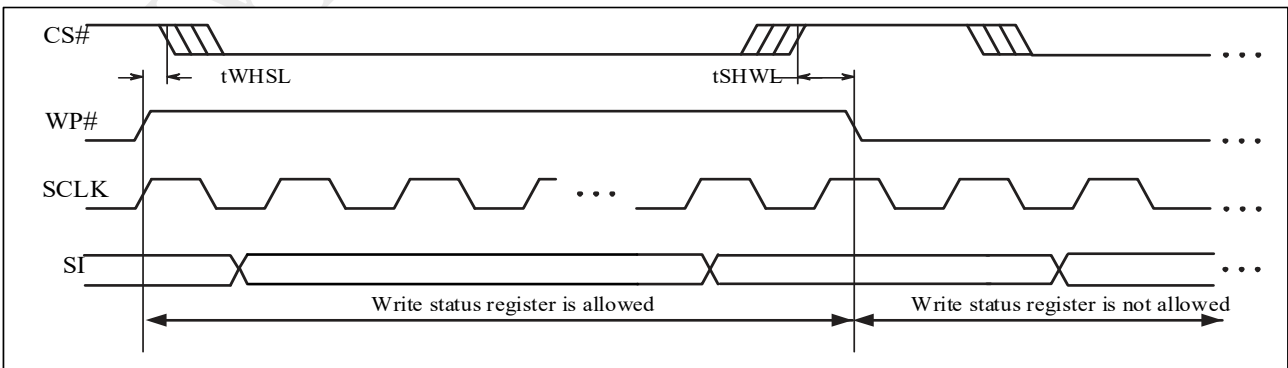 CS#
tWHSL
tSHWL
WP#
SCLK
SI
Write status register is allowed
Write status register is not allowed